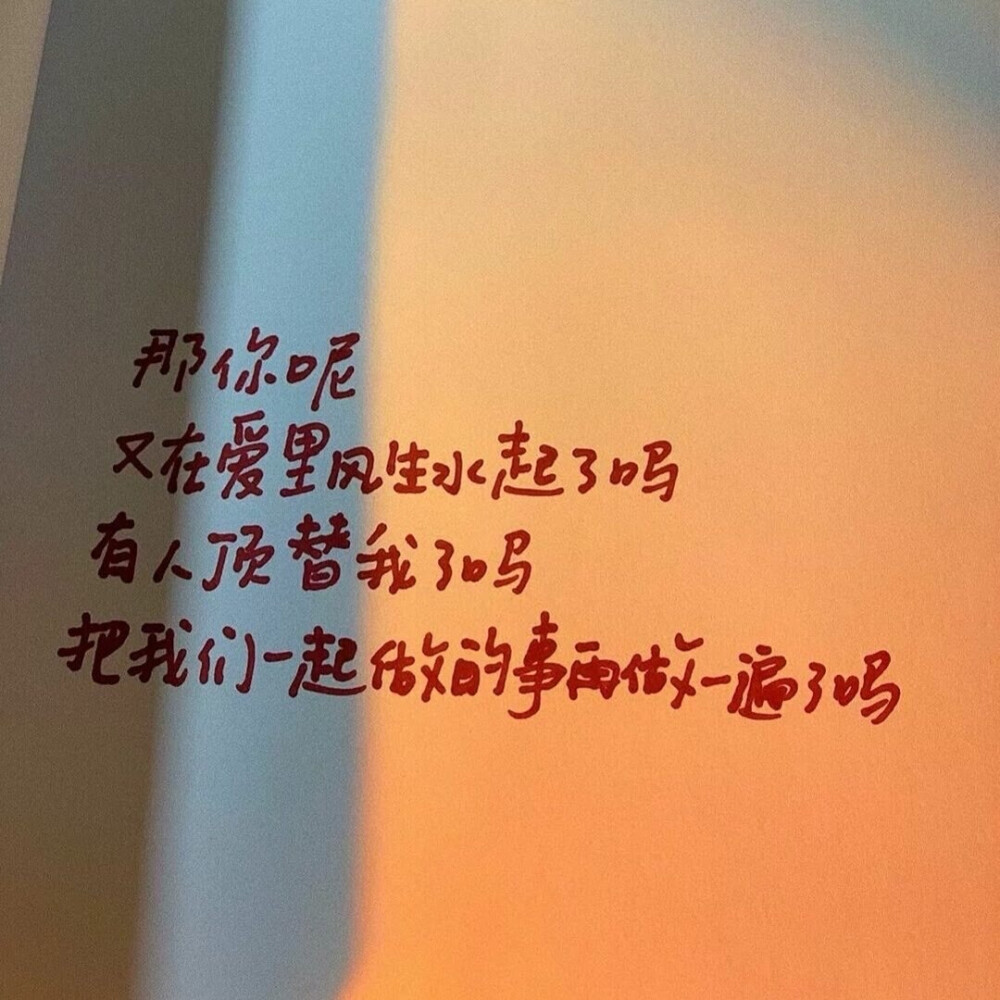 那你呢
又在爱里风生水起了吗
有人顶替我了吗
把我们一起做的事再做一遍了吗